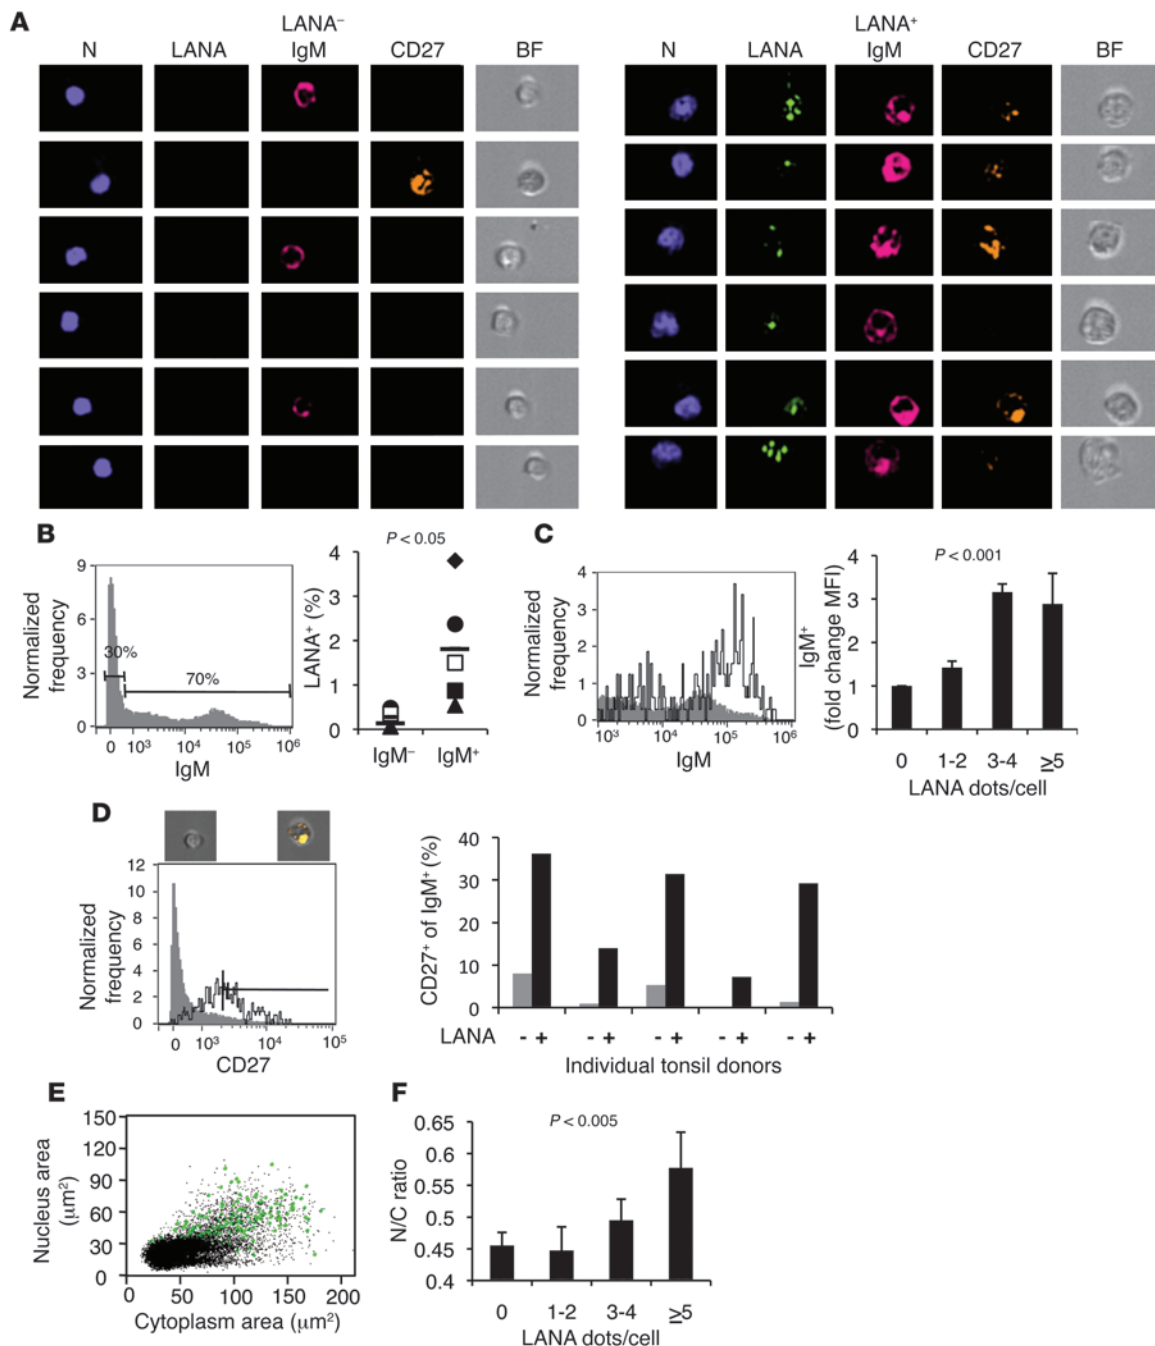 A
LANA⁻
N LANA IgM CD27 BF
LANA⁺
N LANA IgM CD27 BF
B
Normalized
frequency
9
6
3
0
30%
70%
0 10³ 10⁴ 10⁵ 10⁶
IgM
P < 0.05
LANA⁺ (%)
4
3
2
1
0
IgM⁻ IgM⁺
C
Normalized
frequency
4
2
1
0
10³ 10⁴ 10⁵ 10⁶
IgM
P < 0.001
IgM⁺
(fold change MFI)
4
3
2
1
0
0 1-2 3-4 ≥5
LANA dots/cell
D
Normalized
frequency
12
10
8
6
4
2
0
0 10³ 10⁴ 10⁵
CD27
CD27⁺ of IgM⁺ (%)
40
30
20
10
0
LANA - + - + - + - + - +
Individual tonsil donors
E
Nucleus area
(μm²)
150
120
90
60
30
0
0 50 100 150 200
Cytoplasm area (μm²)
F
P < 0.005
N/C ratio
0.65
0.6
0.55
0.5
0.45
0.4
0 1-2 3-4 ≥5
LANA dots/cell